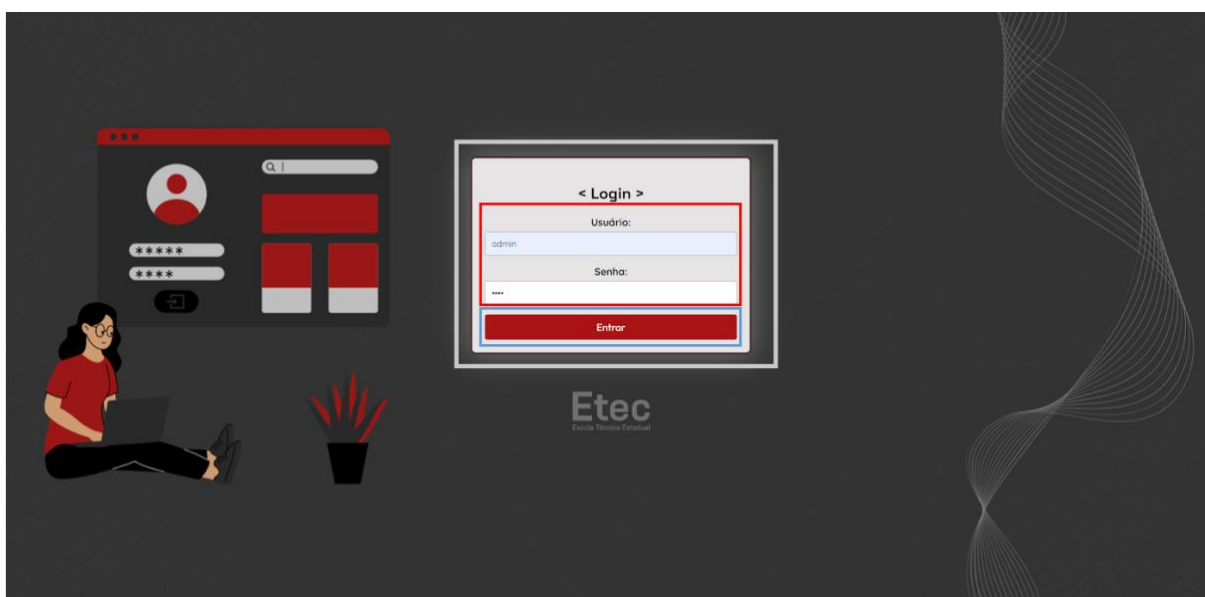 *****
****
< Login >
Usuário:
admin
Senha:
••••
Entrar
Etec
Escola Técnica Estadual